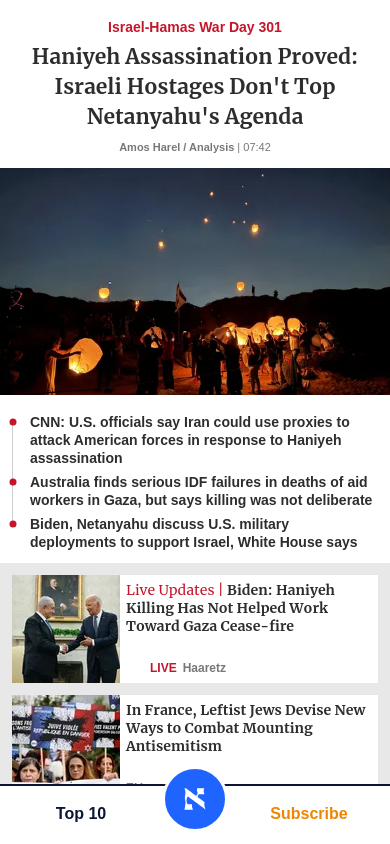 Israel-Hamas War Day 301
Haniyeh Assassination Proved:
Israeli Hostages Don't Top
Netanyahu's Agenda
Amos Harel / Analysis | 07:42
CNN: U.S. officials say Iran could use proxies to
attack American forces in response to Haniyeh
assassination
Australia finds serious IDF failures in deaths of aid
workers in Gaza, but says killing was not deliberate
Biden, Netanyahu discuss U.S. military
deployments to support Israel, White House says
Live Updates | Biden: Haniyeh
Killing Has Not Helped Work
Toward Gaza Cease-fire
LIVE Haaretz
In France, Leftist Jews Devise New
Ways to Combat Mounting
Antisemitism
JUIVE VIOLÉE
RÉPUBLIQUE EN DANGER
Top 10
Subscribe